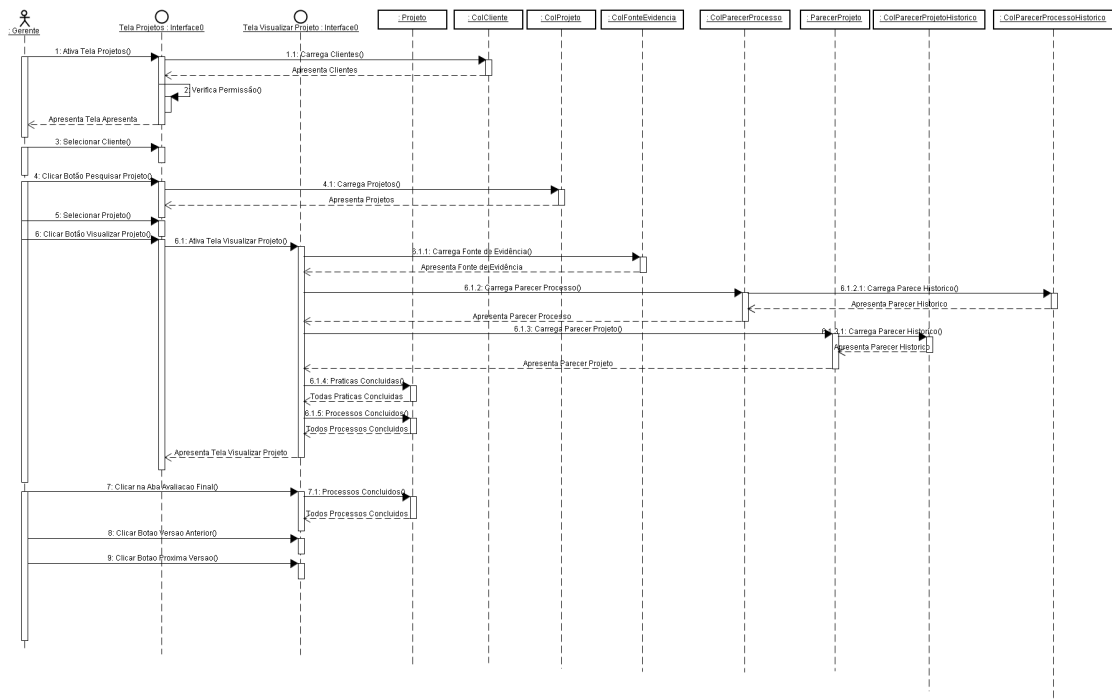 : Gerente
Tela Projetos : Interface0
Tela Visualizar Projeto : Interface0
: Projeto
: ColCliente
: ColProjeto
: ColFonteEvidencia
: ColParecerProcesso
: ParecerProjeto
: ColParecerProjetoHistorico
: ColParecerProcessoHistorico
1: Ativa Tela Projetos()
1.1: Carrega Clientes()
Apresenta Clientes
2: Verifica Permissão()
Apresenta Tela Apresenta
3: Selecionar Cliente()
4: Clicar Botão Pesquisar Projeto()
4.1: Carrega Projetos()
Apresenta Projetos
5: Selecionar Projeto()
6: Clicar Botão Visualizar Projeto()
6.1: Ativa Tela Visualizar Projeto()
6.1.1: Carrega Fonte de Evidência()
Apresenta Fonte de Evidência
6.1.2: Carrega Parecer Processo()
6.1.2.1: Carrega Parece Historico()
Apresenta Parecer Historico
Apresenta Parecer Processo
6.1.3: Carrega Parecer Projeto()
6.1.3.1: Carrega Parecer Historico()
Apresenta Parecer Historico
Apresenta Parecer Projeto
6.1.4: Praticas Concluidas()
Todas Praticas Concluidas
6.1.5: Processos Concluidos()
Todos Processos Concluidos
Apresenta Tela Visualizar Projeto
7: Clicar na Aba Avaliacao Final()
7.1: Processos Concluidos()
Todos Processos Concluidos
8: Clicar Botao Versao Anterior()
9: Clicar Botao Proxima Versao()